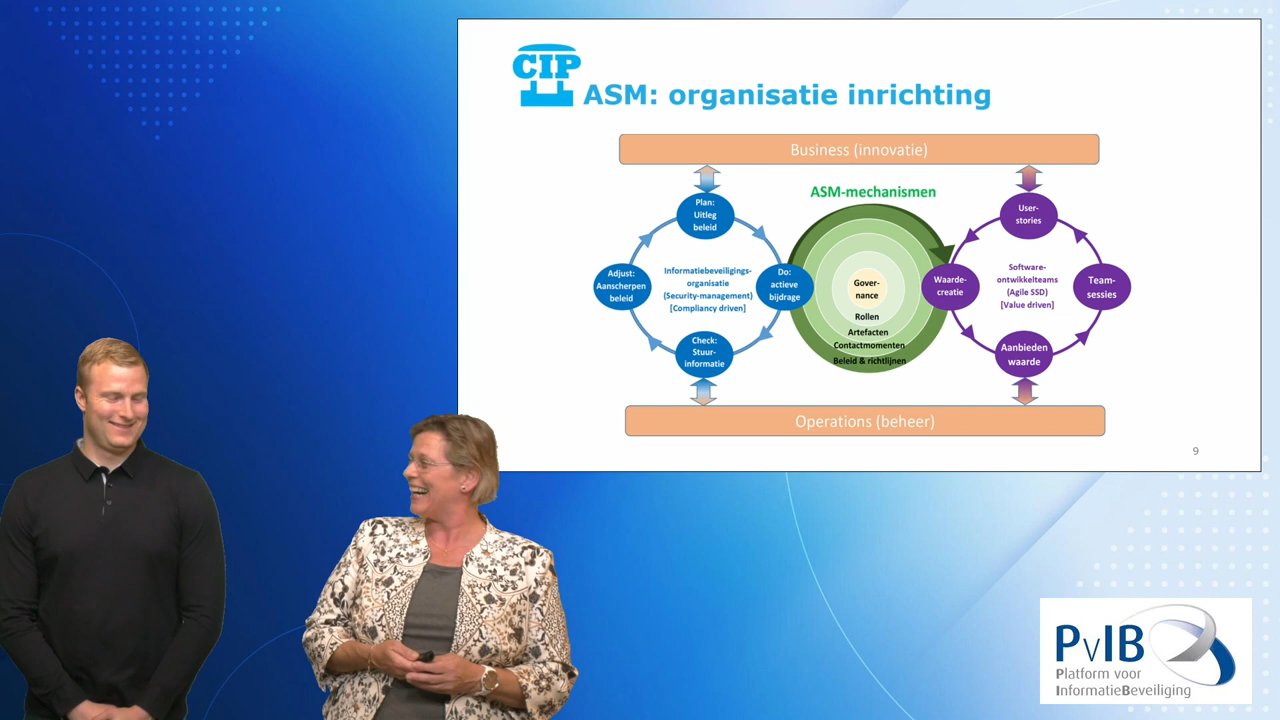 CIP
ASM: organisatie inrichting
Business (innovatie)
ASM-mechanismen
Plan:
Uitleg
beleid
Adjust:
Aanscherpen
beleid
Informatiebeveiligings-
organisatie
(Security-management)
[Compliancy driven]
Do:
actieve
bijdrage
Check:
Stuur-
informatie
Gover-
nance
Rollen
Artefacten
Contactmomenten
Beleid & richtlijnen
User-
stories
Waarde-
creatie
Software-
ontwikkelteams
(Agile SSD)
[Value driven]
Team-
sessies
Aanbieden
waarde
Operations (beheer)
9
PvIB
Platform voor
InformatieBeveiliging